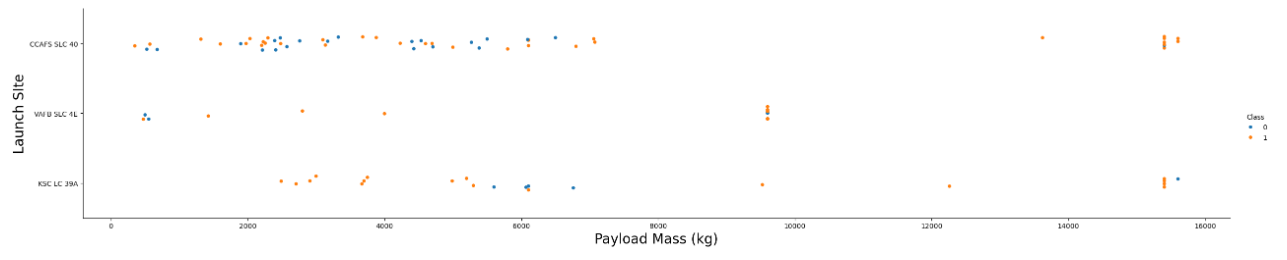 CCAFS SLC 40
VAFB SLC 4E
KSC LC 39A
Launch Site
0
2000
4000
6000
8000
10000
12000
14000
16000
Payload Mass (kg)
Class
0
1